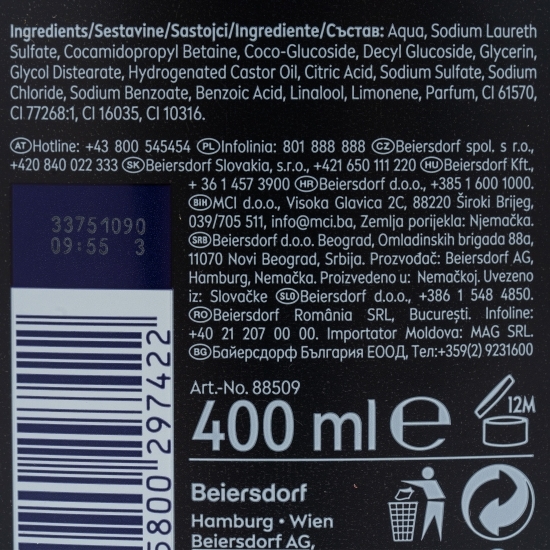 Ingredients/Sestavine/Sastojci/Ingrediente/Състав: Aqua, Sodium Laureth
Sulfate, Cocamidopropyl Betaine, Coco-Glucoside, Decyl Glucoside, Glycerin,
Glycol Distearate, Hydrogenated Castor Oil, Citric Acid, Sodium Sulfate, Sodium
Chloride, Sodium Benzoate, Benzoic Acid, Linalool, Limonene, Parfum, CI 61570,
CI 77268:1, CI 16035, CI 10316.
AT Hotline: +43 800 545454 PL Infolinia: 801 888 888 CZ Beiersdorf spol. s r.o.,
+420 840 022 333 SK Beiersdorf Slovakia, s.r.o., +421 650 111 220 HU Beiersdorf Kft.,
+ 36 1 457 3900 HR Beiersdorf d.o.o., +385 1 600 1000.
BIH MCI d.o.o., Visoka Glavica 2C, 88220 Široki Brijeg,
039/705 511, info@mci.ba, Zemlja porijekla: Njemačka.
SRB Beiersdorf d.o.o. Beograd, Omladinskih brigada 88a,
11070 Novi Beograd, Srbija. Prozvođač: Beiersdorf AG,
Hamburg, Nemačka. Proizvedeno u: Nemačkoj. Uvezeno
iz: Slovačke SLO Beiersdorf d.o.o., +386 1 548 4850.
RO Beiersdorf România SRL, Bucureşti. Infoline:
+40 21 207 00 00. Importator Moldova: MAG SRL.
BG Байерсдорф България ЕООД, Тел:+359(2) 9231600
33751090
09:55 3
5800 297422
Art.-No. 88509
400 ml e
12M
Beiersdorf
Hamburg • Wien
Beiersdorf AG,